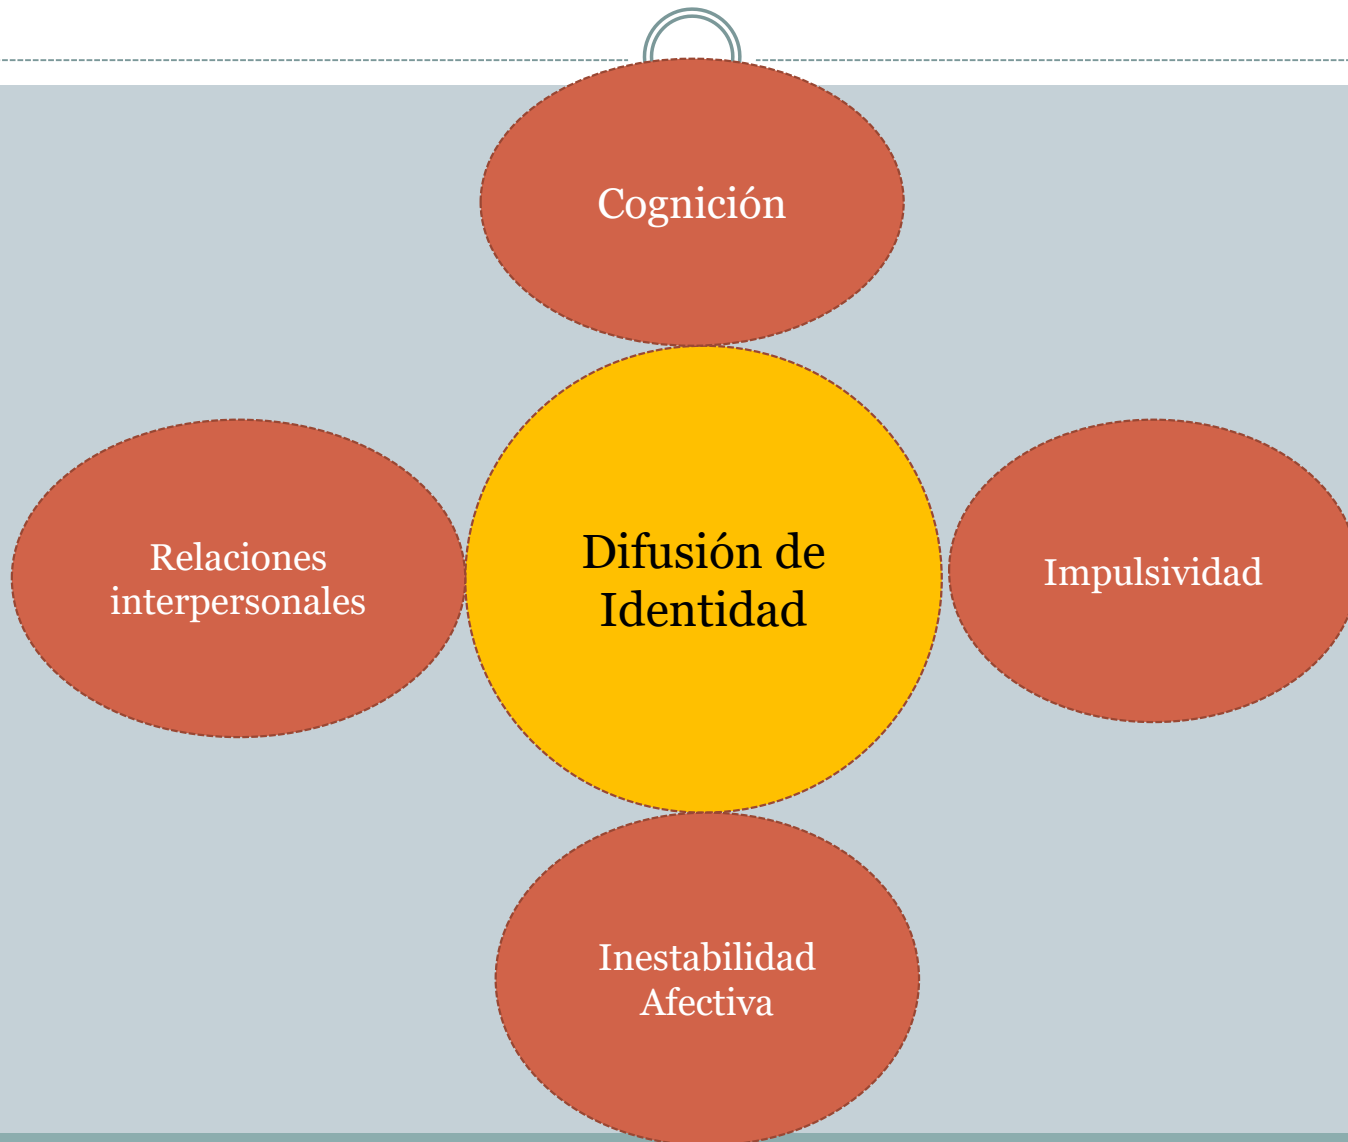 Cognición
Relaciones
interpersonales
Difusión de
Identidad
Impulsividad
Inestabilidad
Afectiva